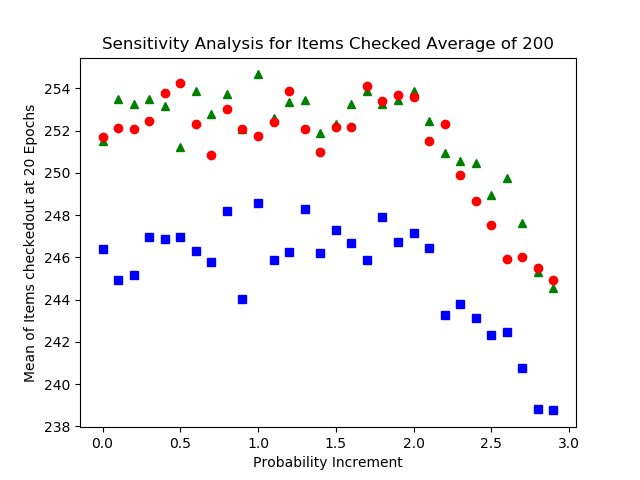 Sensitivity Analysis for Items Checked Average of 200
Mean of Items checkedout at 20 Epochs
254
252
250
248
246
244
242
240
238
0.0 0.5 1.0 1.5 2.0 2.5 3.0
Probability Increment